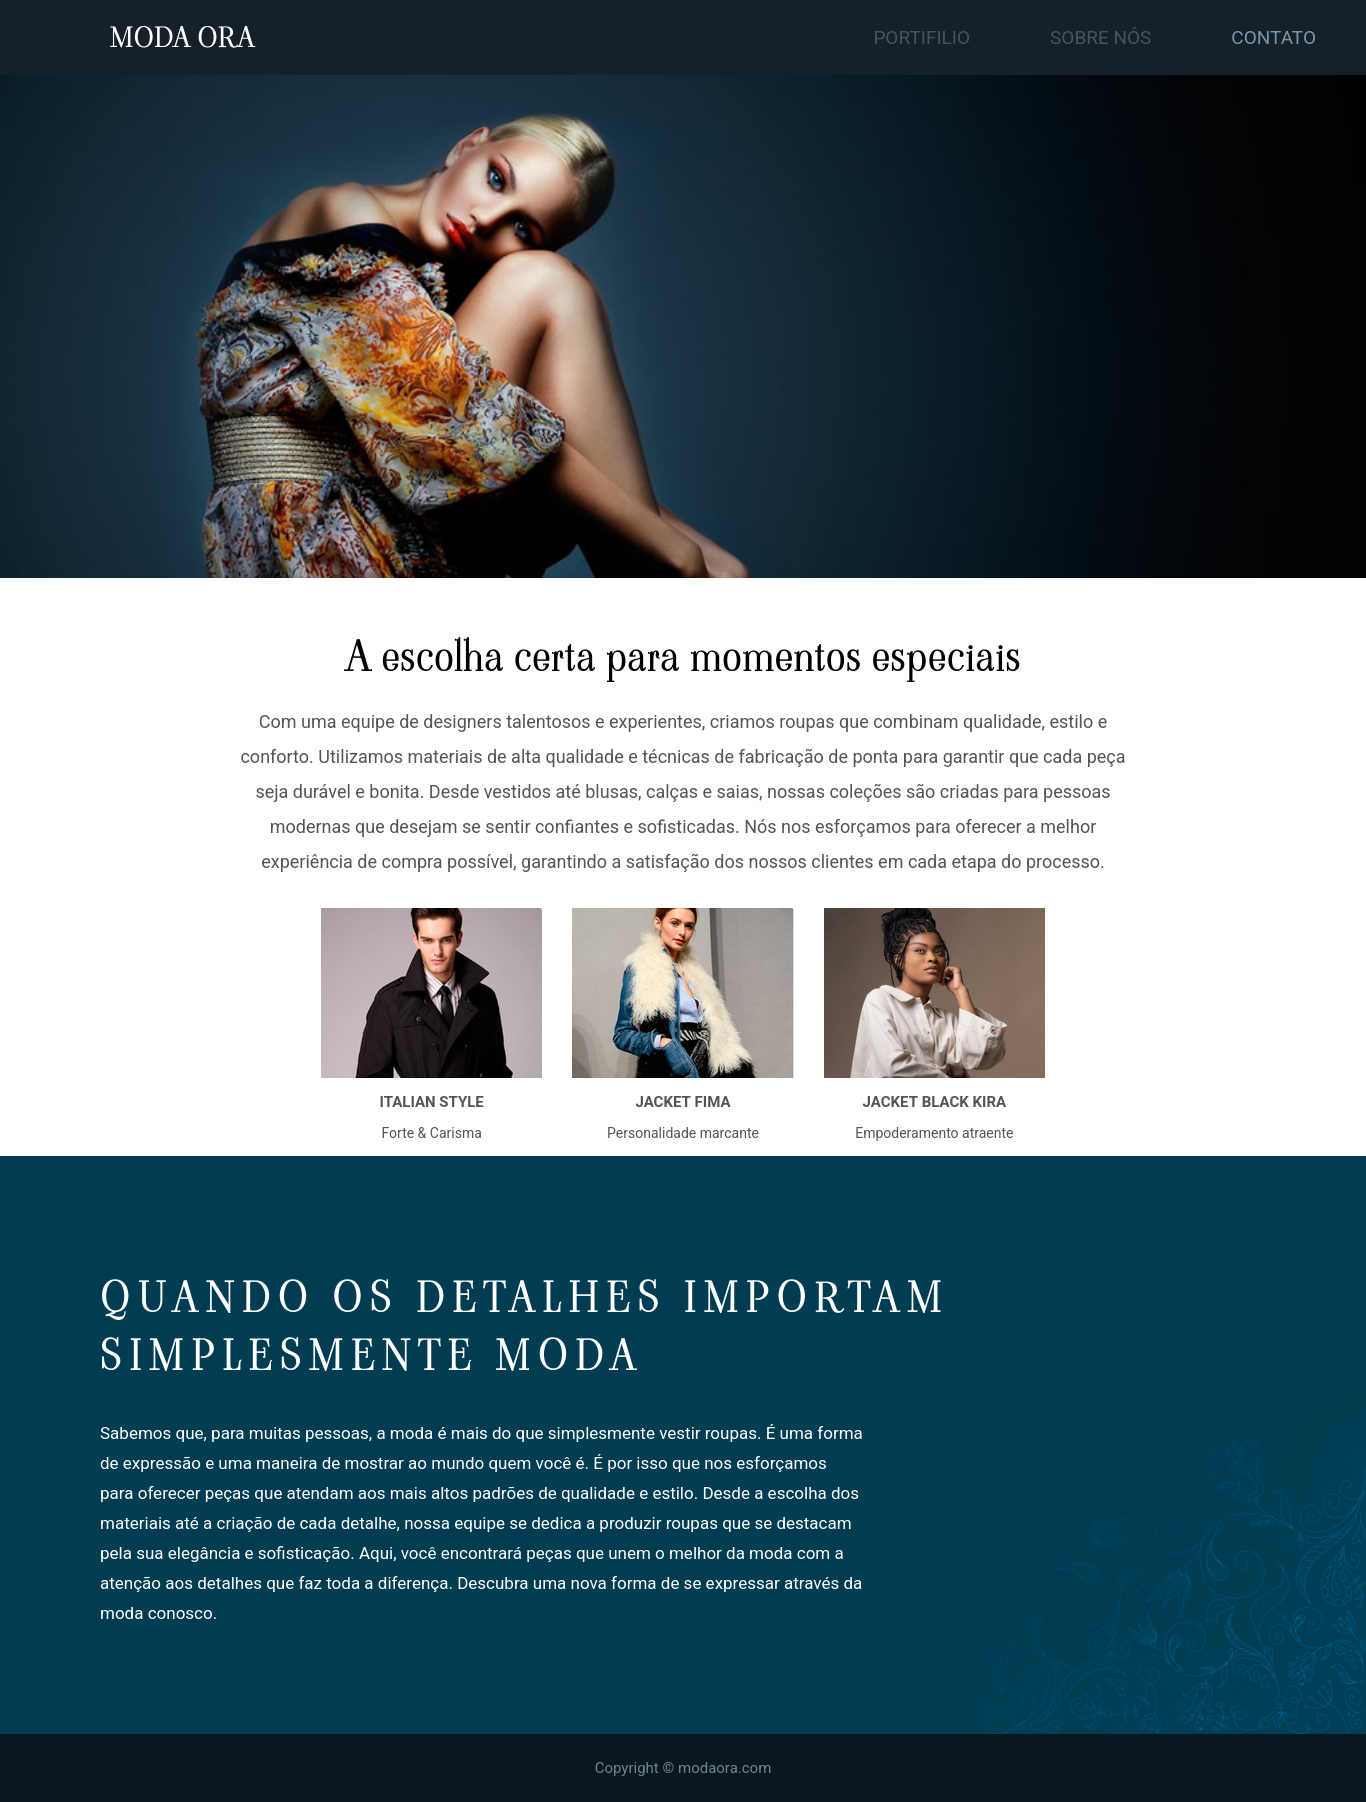 MODA ORA
PORTIFILIO
SOBRE NÓS
CONTATO
A escolha certa para momentos especiais
Com uma equipe de designers talentosos e experientes, criamos roupas que combinam qualidade, estilo e
conforto. Utilizamos materiais de alta qualidade e técnicas de fabricação de ponta para garantir que cada peça
seja durável e bonita. Desde vestidos até blusas, calças e saias, nossas coleções são criadas para pessoas
modernas que desejam se sentir confiantes e sofisticadas. Nós nos esforçamos para oferecer a melhor
experiência de compra possível, garantindo a satisfação dos nossos clientes em cada etapa do processo.
ITALIAN STYLE
Forte & Carisma
JACKET FIMA
Personalidade marcante
JACKET BLACK KIRA
Empoderamento atraente
QUANDO OS DETALHES IMPORTAM
SIMPLESMENTE MODA
Sabemos que, para muitas pessoas, a moda é mais do que simplesmente vestir roupas. É uma forma
de expressão e uma maneira de mostrar ao mundo quem você é. É por isso que nos esforçamos
para oferecer peças que atendam aos mais altos padrões de qualidade e estilo. Desde a escolha dos
materiais até a criação de cada detalhe, nossa equipe se dedica a produzir roupas que se destacam
pela sua elegância e sofisticação. Aqui, você encontrará peças que unem o melhor da moda com a
atenção aos detalhes que faz toda a diferença. Descubra uma nova forma de se expressar através da
moda conosco.
Copyright © modaora.com